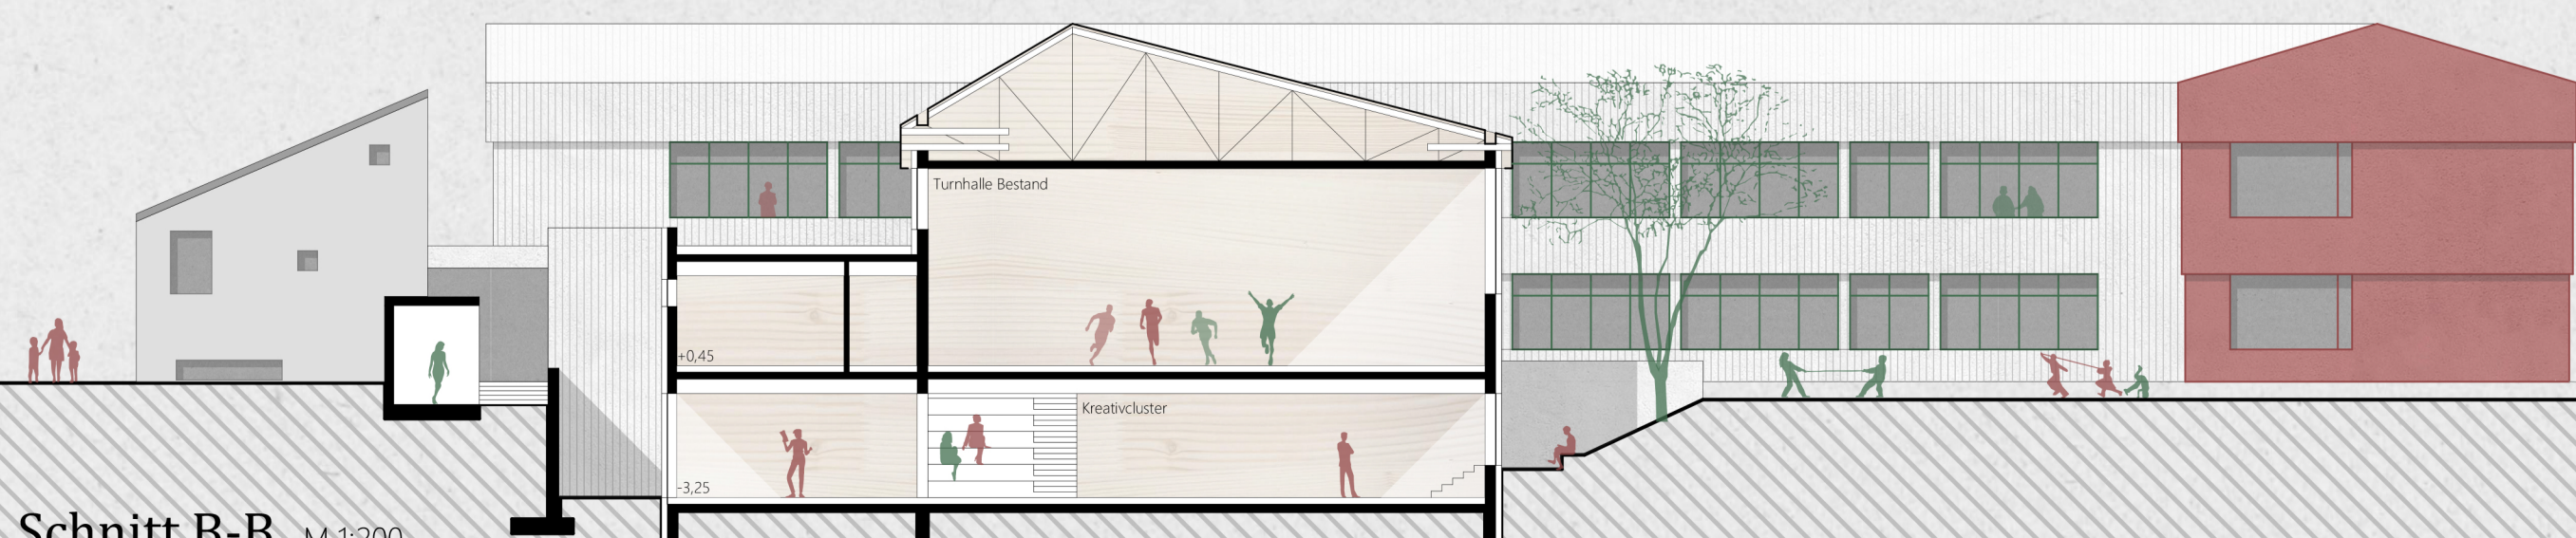 Turnhalle Bestand
+0,45
Kreativcluster
-3,25
Schnitt B-B M 1:200